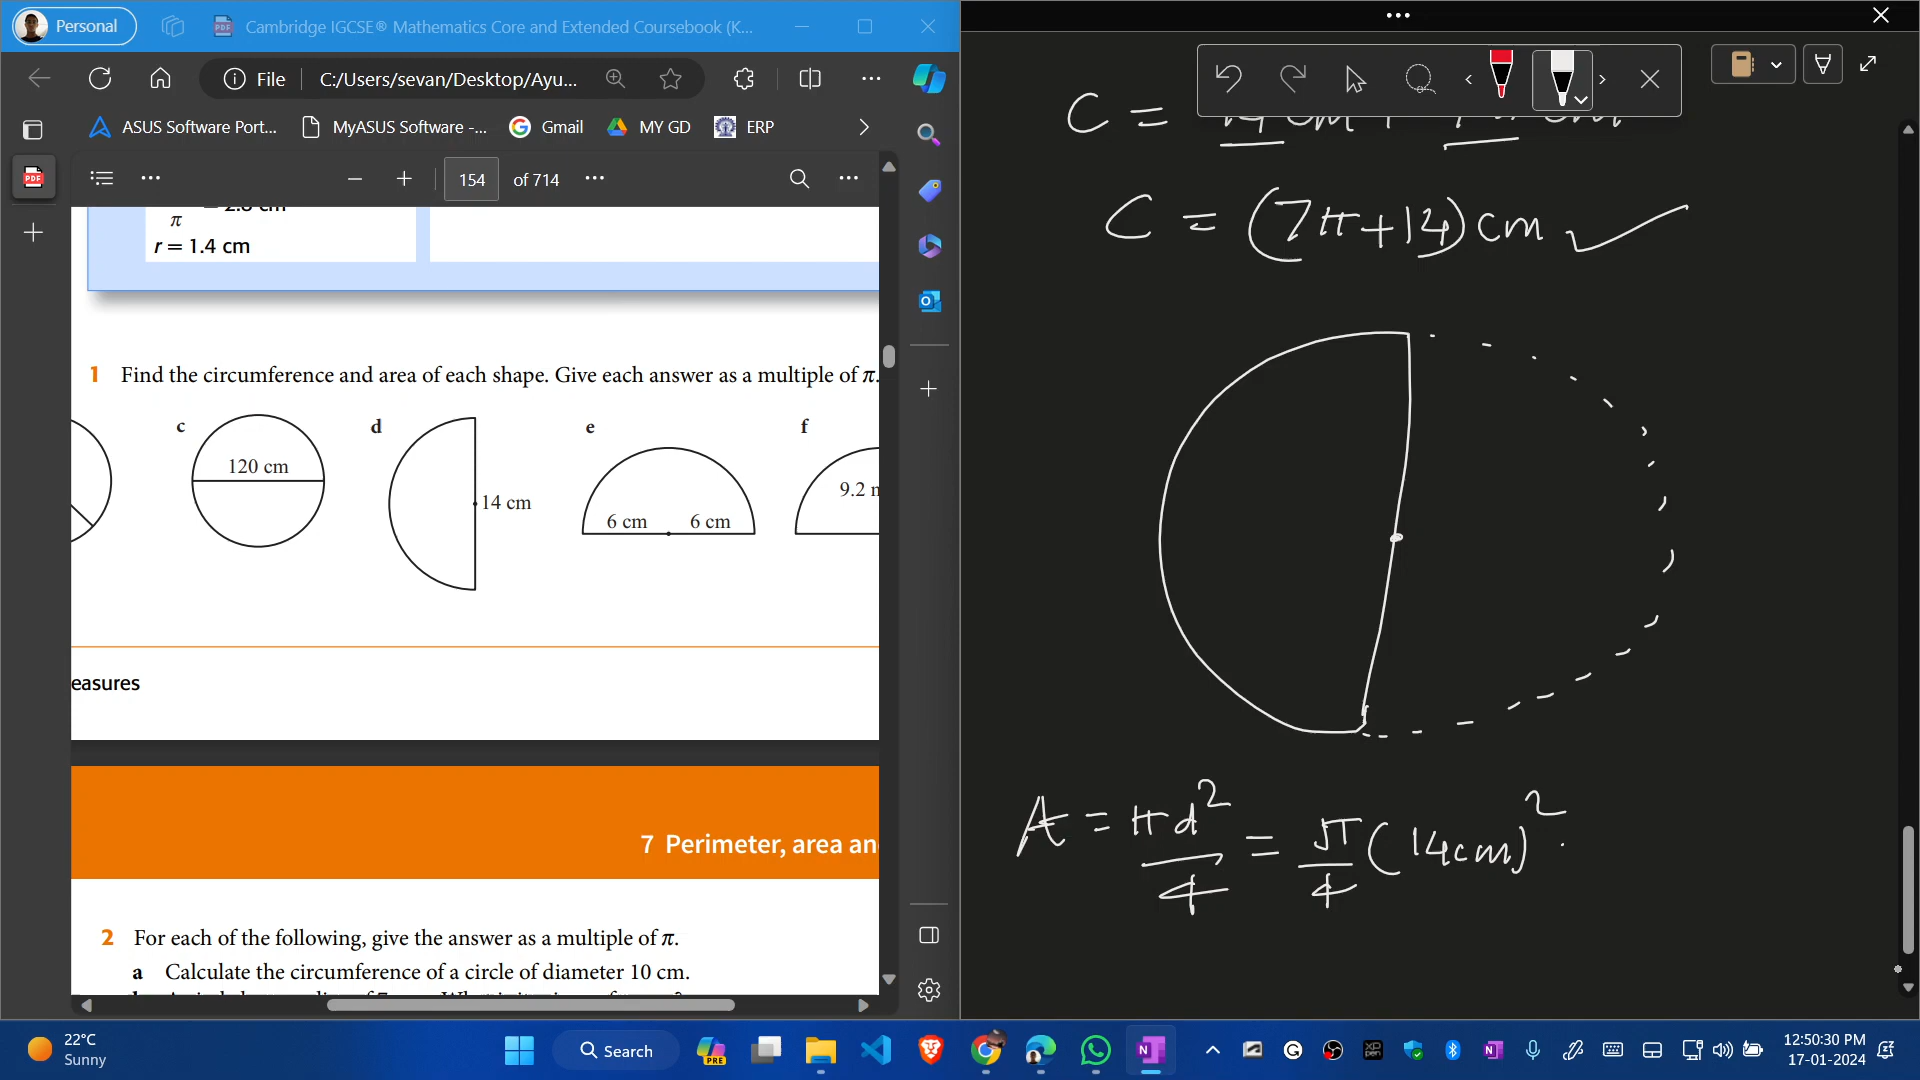 Personal
Cambridge IGCSE® Mathematics Core and Extended Coursebook (K...
File
C:/Users/sevan/Desktop/Ayu...
ASUS Software Port...
MyASUS Software -...
Gmail
MY GD
ERP
154 of 714
π
r = 1.4 cm
1 Find the circumference and area of each shape. Give each answer as a multiple of π.
c
120 cm
d
14 cm
e
6 cm 6 cm
f
easures
7 Perimeter, area an
2 For each of the following, give the answer as a multiple of π.
a Calculate the circumference of a circle of diameter 10 cm.
C =
C = (7π+14) cm ✓
A = πd²/4 = π/4 (14cm)².
22°C
Sunny
Search
PRE
12:50:30 PM
17-01-2024